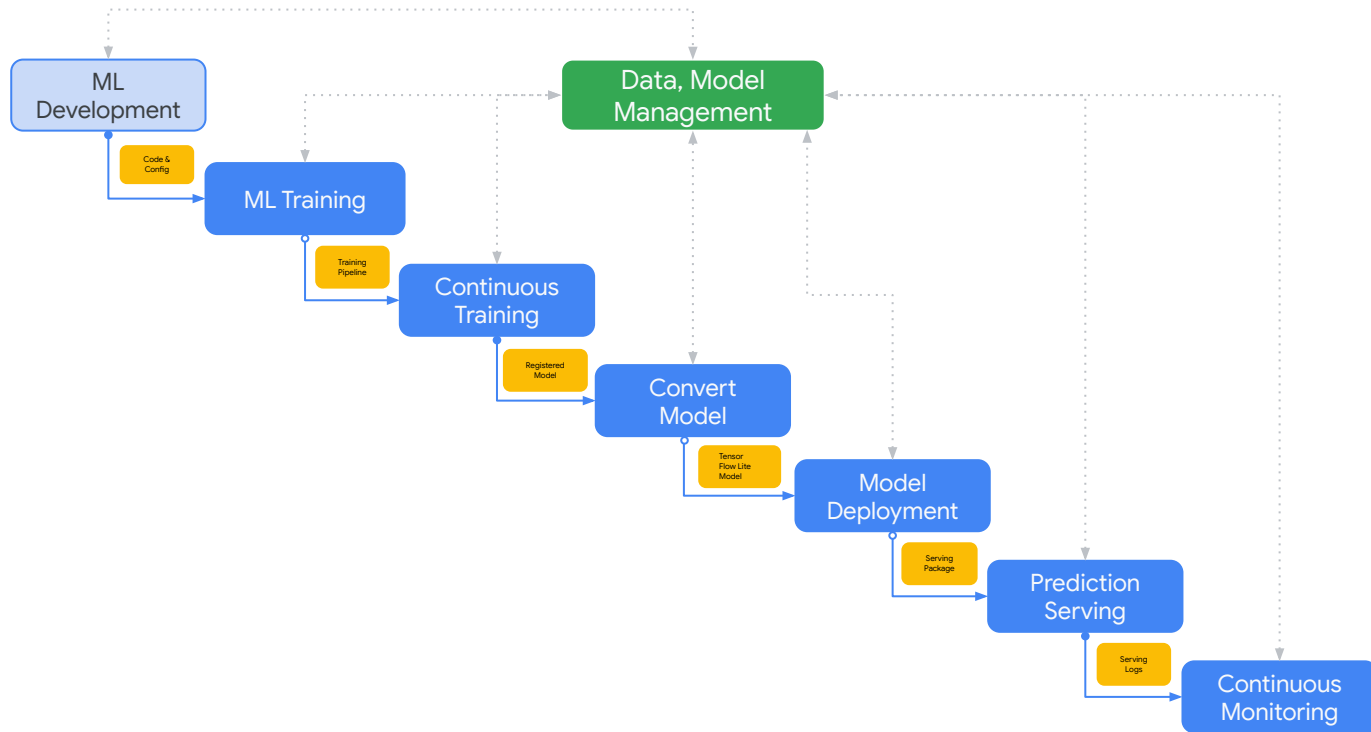 ML
Development
Data, Model
Management
Code &
Config
ML Training
Training
Pipeline
Continuous
Training
Registered
Model
Convert
Model
Tensor
Flow Lite
Model
Model
Deployment
Serving
Package
Prediction
Serving
Serving
Logs
Continuous
Monitoring